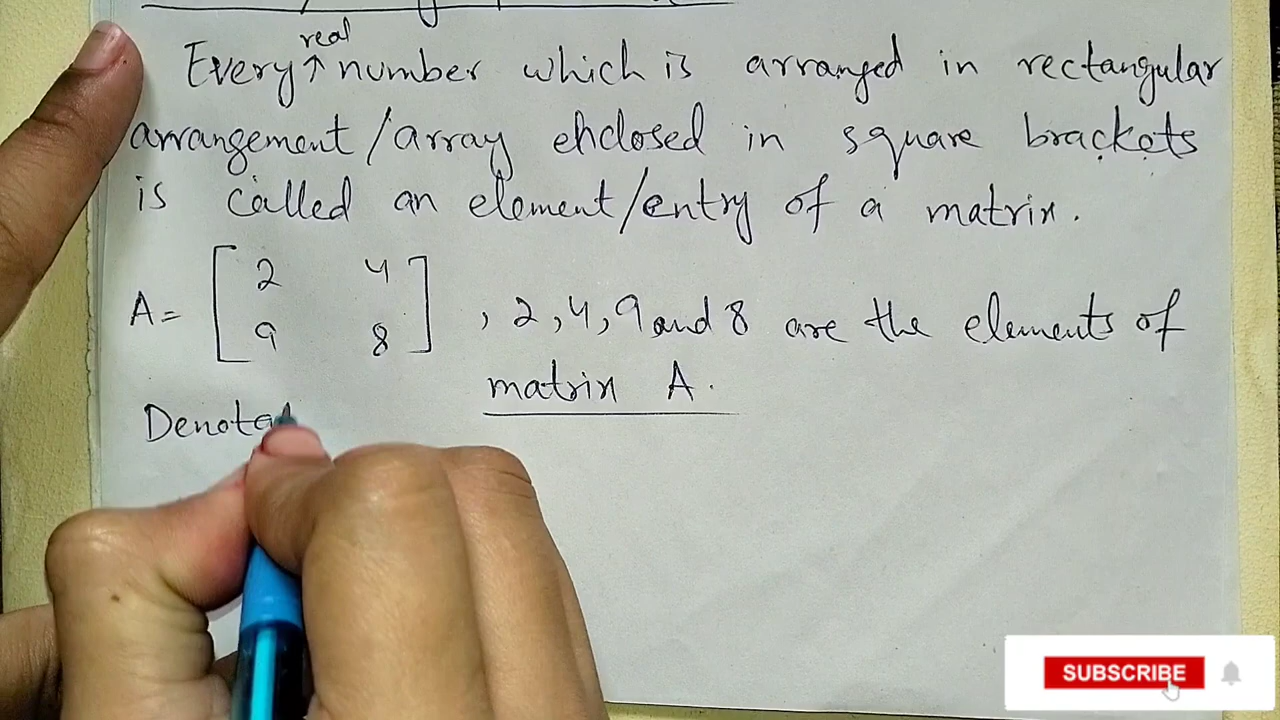 real
Every ↑ number which is arranged in rectangular
arrangement/array enclosed in square brackets
is called an element/entry of a matrix.
2 4
A = [ ] , 2, 4, 9 and 8 are the elements of
9 8
matrix A.
Denota
SUBSCRIBE